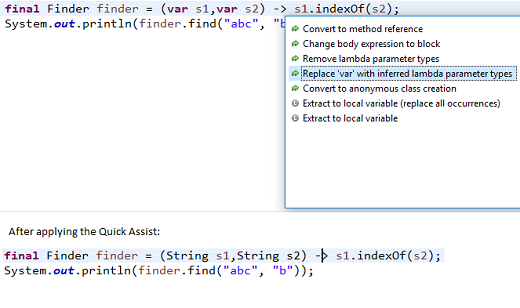 final Finder finder = (var s1,var s2) -> s1.indexOf(s2);
System.out.println(finder.find("abc", "b
Convert to method reference
Change body expression to block
Remove lambda parameter types
Replace 'var' with inferred lambda parameter types
Convert to anonymous class creation
Extract to local variable (replace all occurrences)
Extract to local variable
After applying the Quick Assist:
final Finder finder = (String s1,String s2) -> s1.indexOf(s2);
System.out.println(finder.find("abc", "b"));